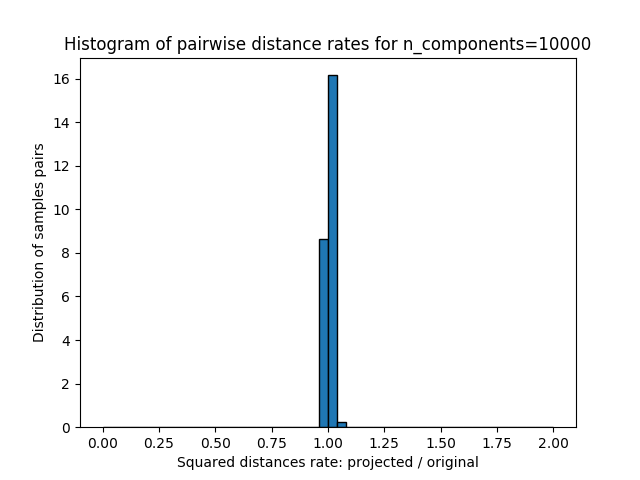 Histogram of pairwise distance rates for n_components=10000
16
14
12
10
8
6
4
2
0
Distribution of samples pairs
0.00 0.25 0.50 0.75 1.00 1.25 1.50 1.75 2.00
Squared distances rate: projected / original